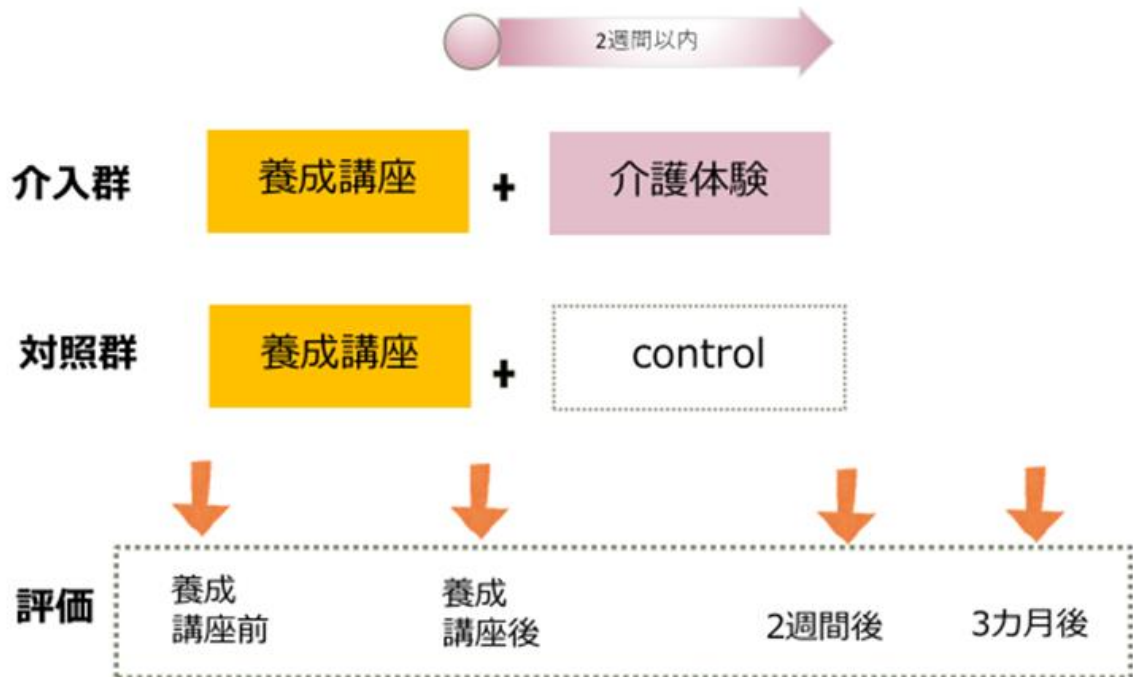 2週間以内
介入群
養成講座
+
介護体験
対照群
養成講座
+
control
評価
養成
講座前
養成
講座後
2週間後
3カ月後